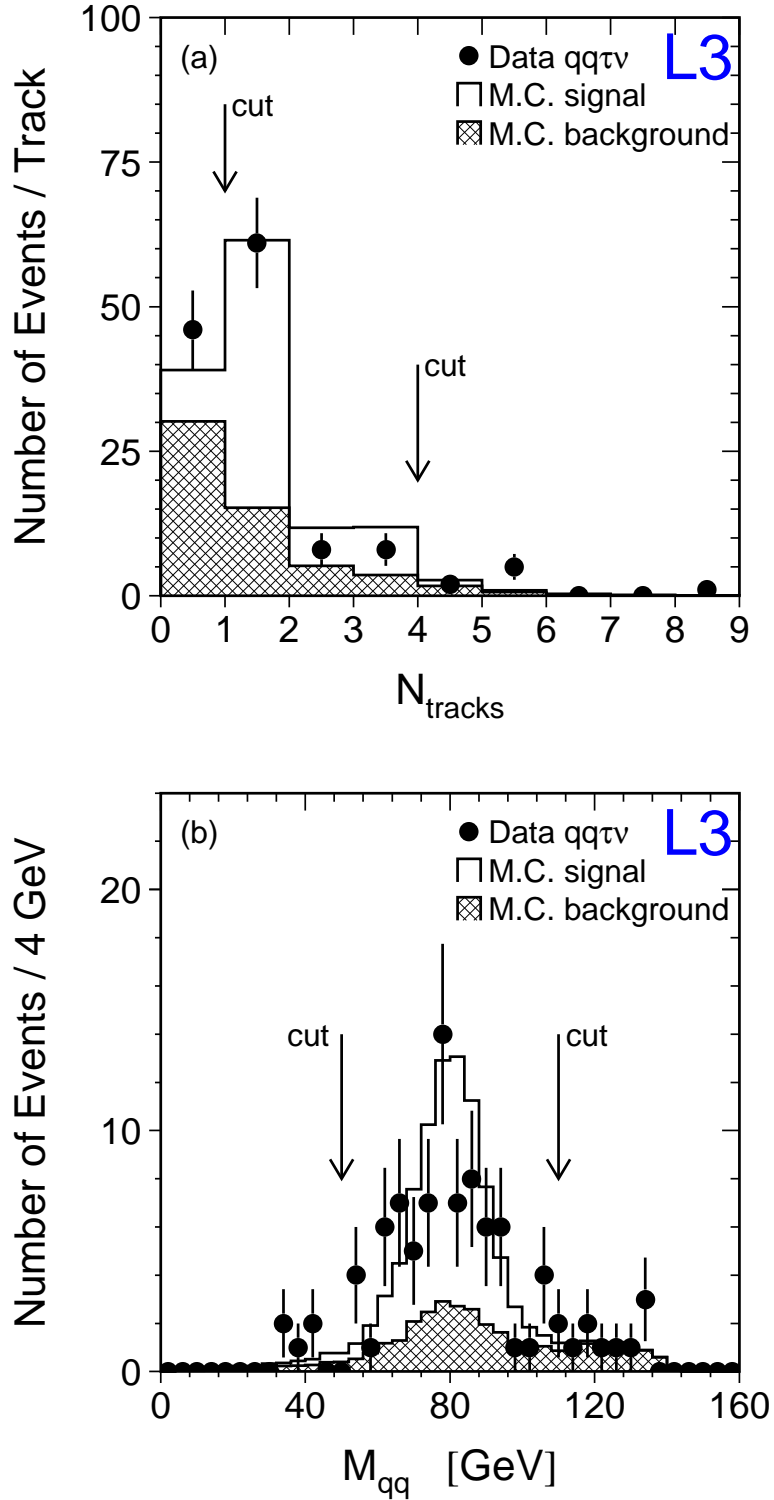 (a)
L3
Data qqτν
M.C. signal
M.C. background
cut
cut
100
75
50
25
0
Number of Events / Track
0 1 2 3 4 5 6 7 8 9
N_tracks
(b)
L3
Data qqτν
M.C. signal
M.C. background
cut
cut
20
10
0
Number of Events / 4 GeV
0 40 80 120 160
M_qq [GeV]